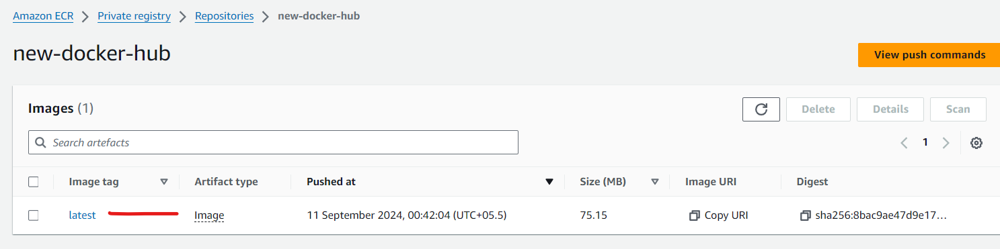 Amazon ECR > Private registry > Repositories > new-docker-hub
new-docker-hub
View push commands
Images (1)
Delete Details Scan
Search artefacts
1
Image tag Artifact type Pushed at Size (MB) Image URI Digest
latest Image 11 September 2024, 00:42:04 (UTC+05.5) 75.15 Copy URI sha256:8bac9ae47d9e17...